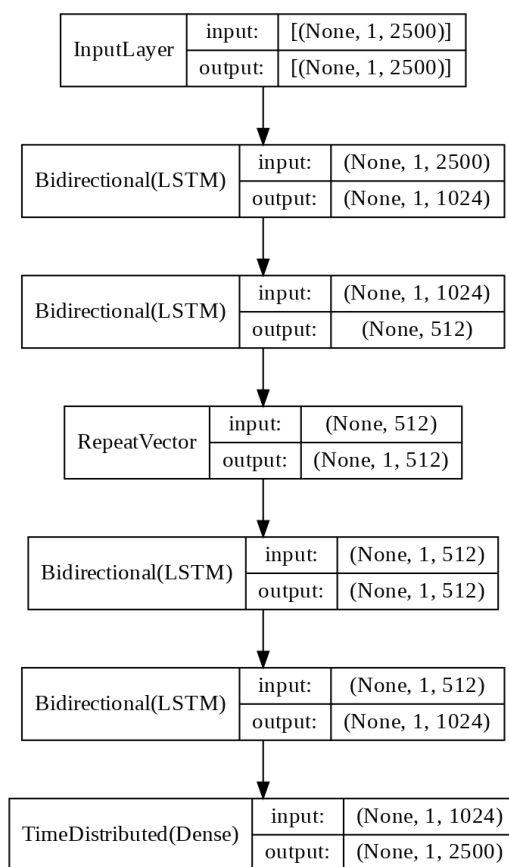 InputLayer
input: [(None, 1, 2500)]
output: [(None, 1, 2500)]
Bidirectional(LSTM)
input: (None, 1, 2500)
output: (None, 1, 1024)
Bidirectional(LSTM)
input: (None, 1, 1024)
output: (None, 512)
RepeatVector
input: (None, 512)
output: (None, 1, 512)
Bidirectional(LSTM)
input: (None, 1, 512)
output: (None, 1, 512)
Bidirectional(LSTM)
input: (None, 1, 512)
output: (None, 1, 1024)
TimeDistributed(Dense)
input: (None, 1, 1024)
output: (None, 1, 2500)